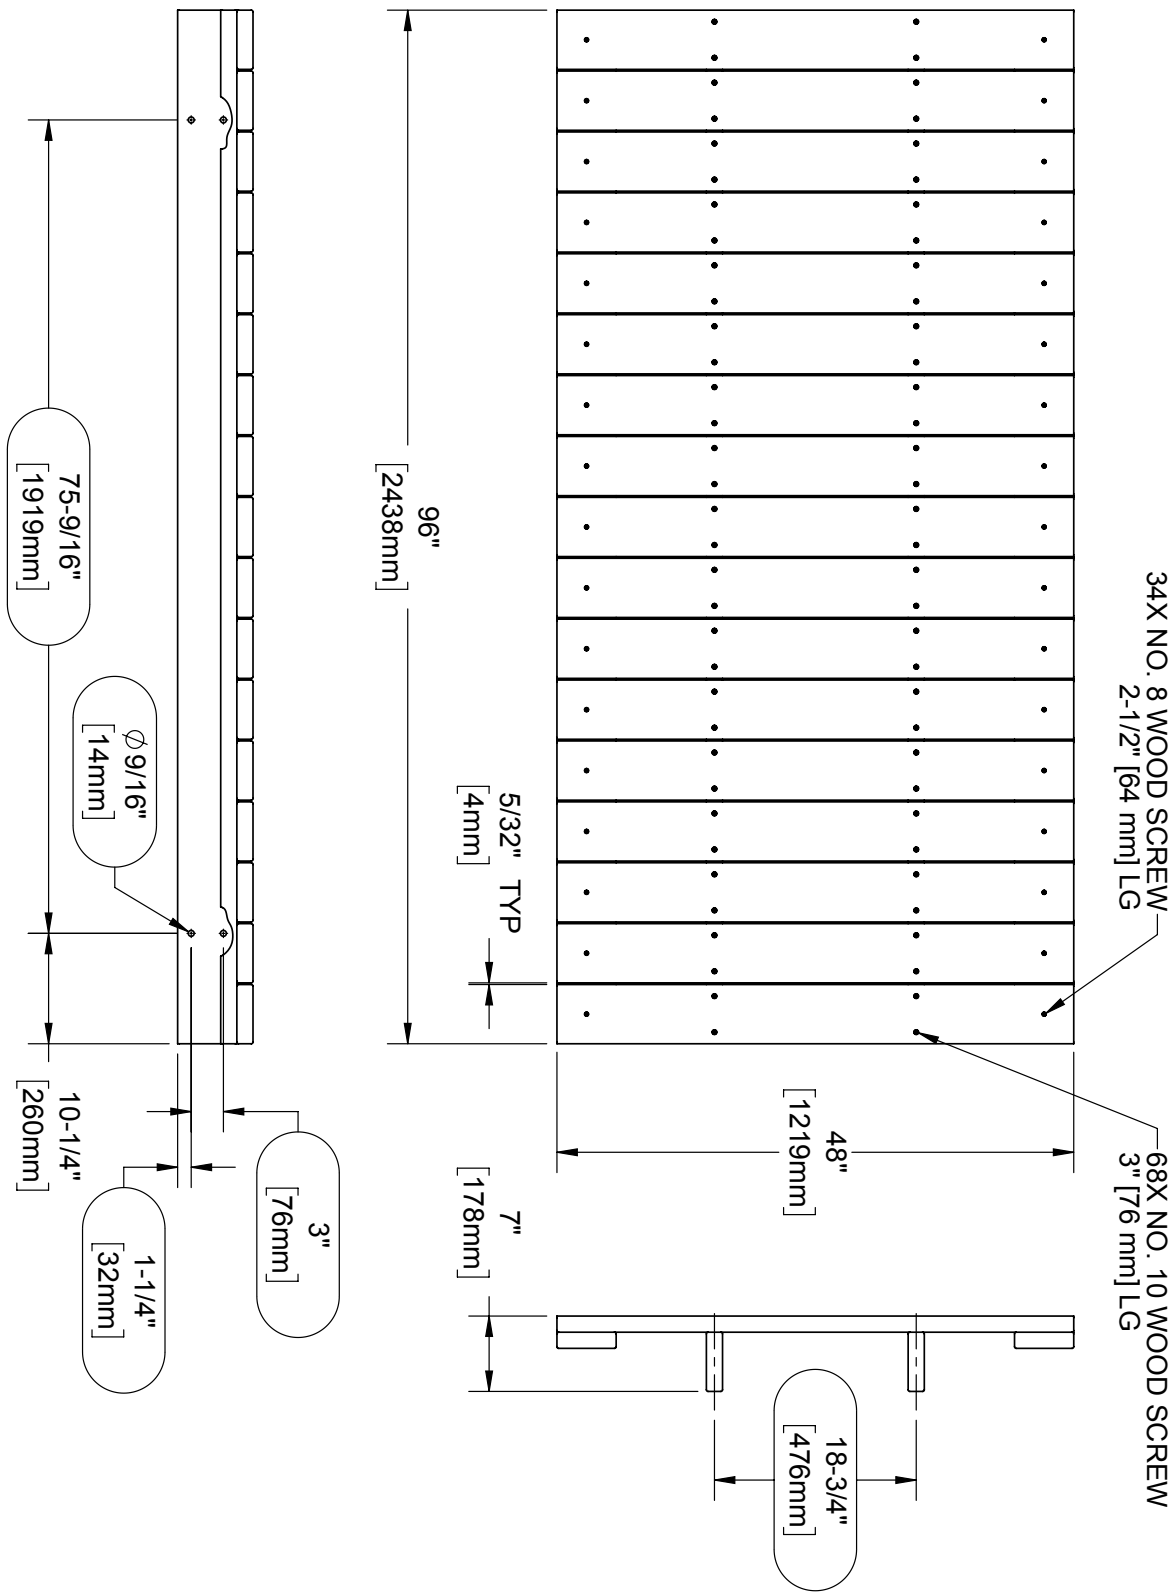 34X NO. 8 WOOD SCREW
2-1/2" [64 mm] LG
68X NO. 10 WOOD SCREW
3" [76 mm] LG
48"
[1219mm]
18-3/4"
[476mm]
7"
[178mm]
5/32" TYP
[4mm]
96"
[2438mm]
3"
[76mm]
1-1/4"
[32mm]
⌀ 9/16"
[14mm]
75-9/16"
[1919mm]
10-1/4"
[260mm]